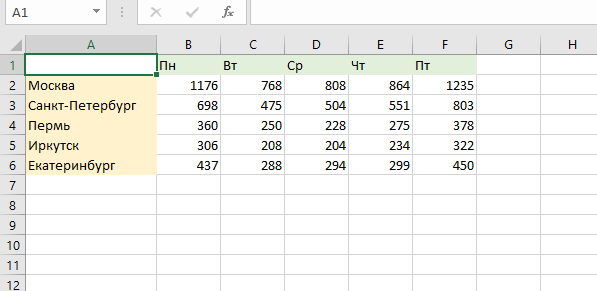 A1 fx
A B C D E F G H
1 Пн Вт Ср Чт Пт
2 Москва 1176 768 808 864 1235
3 Санкт-Петербург 698 475 504 551 803
4 Пермь 360 250 228 275 378
5 Иркутск 306 208 204 234 322
6 Екатеринбург 437 288 294 299 450
7
8
9
10
11
12